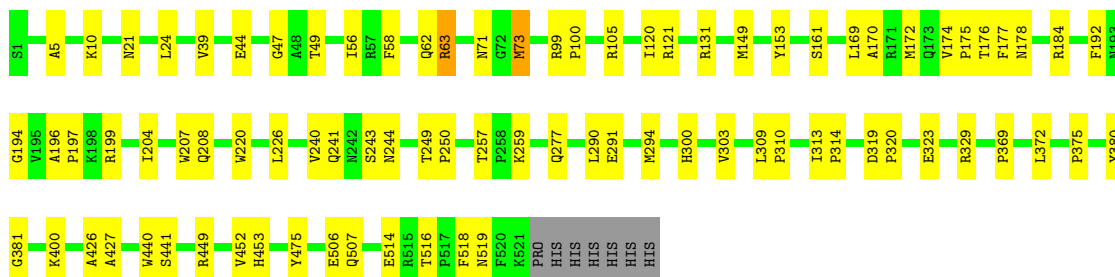 S1 A5 K10 N21 L24 V39 E44 G47 A48 T49 I56 R57 F58 Q62 R63 N71 G72 M73 R99 P100 R105 I120 R121 R131 M149 Y153 S161 L169 A170 R171 M172 Q173 V174 P175 T176 F177 N178 R184 F192 N193
G194 V195 A196 P197 K198 R199 I204 W207 Q208 W220 L226 V240 Q241 N242 S243 N244 T249 P250 T257 P258 K259 Q277 L290 E291 M294 H300 V303 L309 P310 I313 P314 D319 P320 E323 R329 P369 L372 P375 Y380
G381 K400 A426 A427 W440 S441 R449 V452 H453 Y475 E506 Q507 E514 R515 T516 P517 F518 N519 F520 K521 PRO HIS HIS HIS HIS HIS HIS